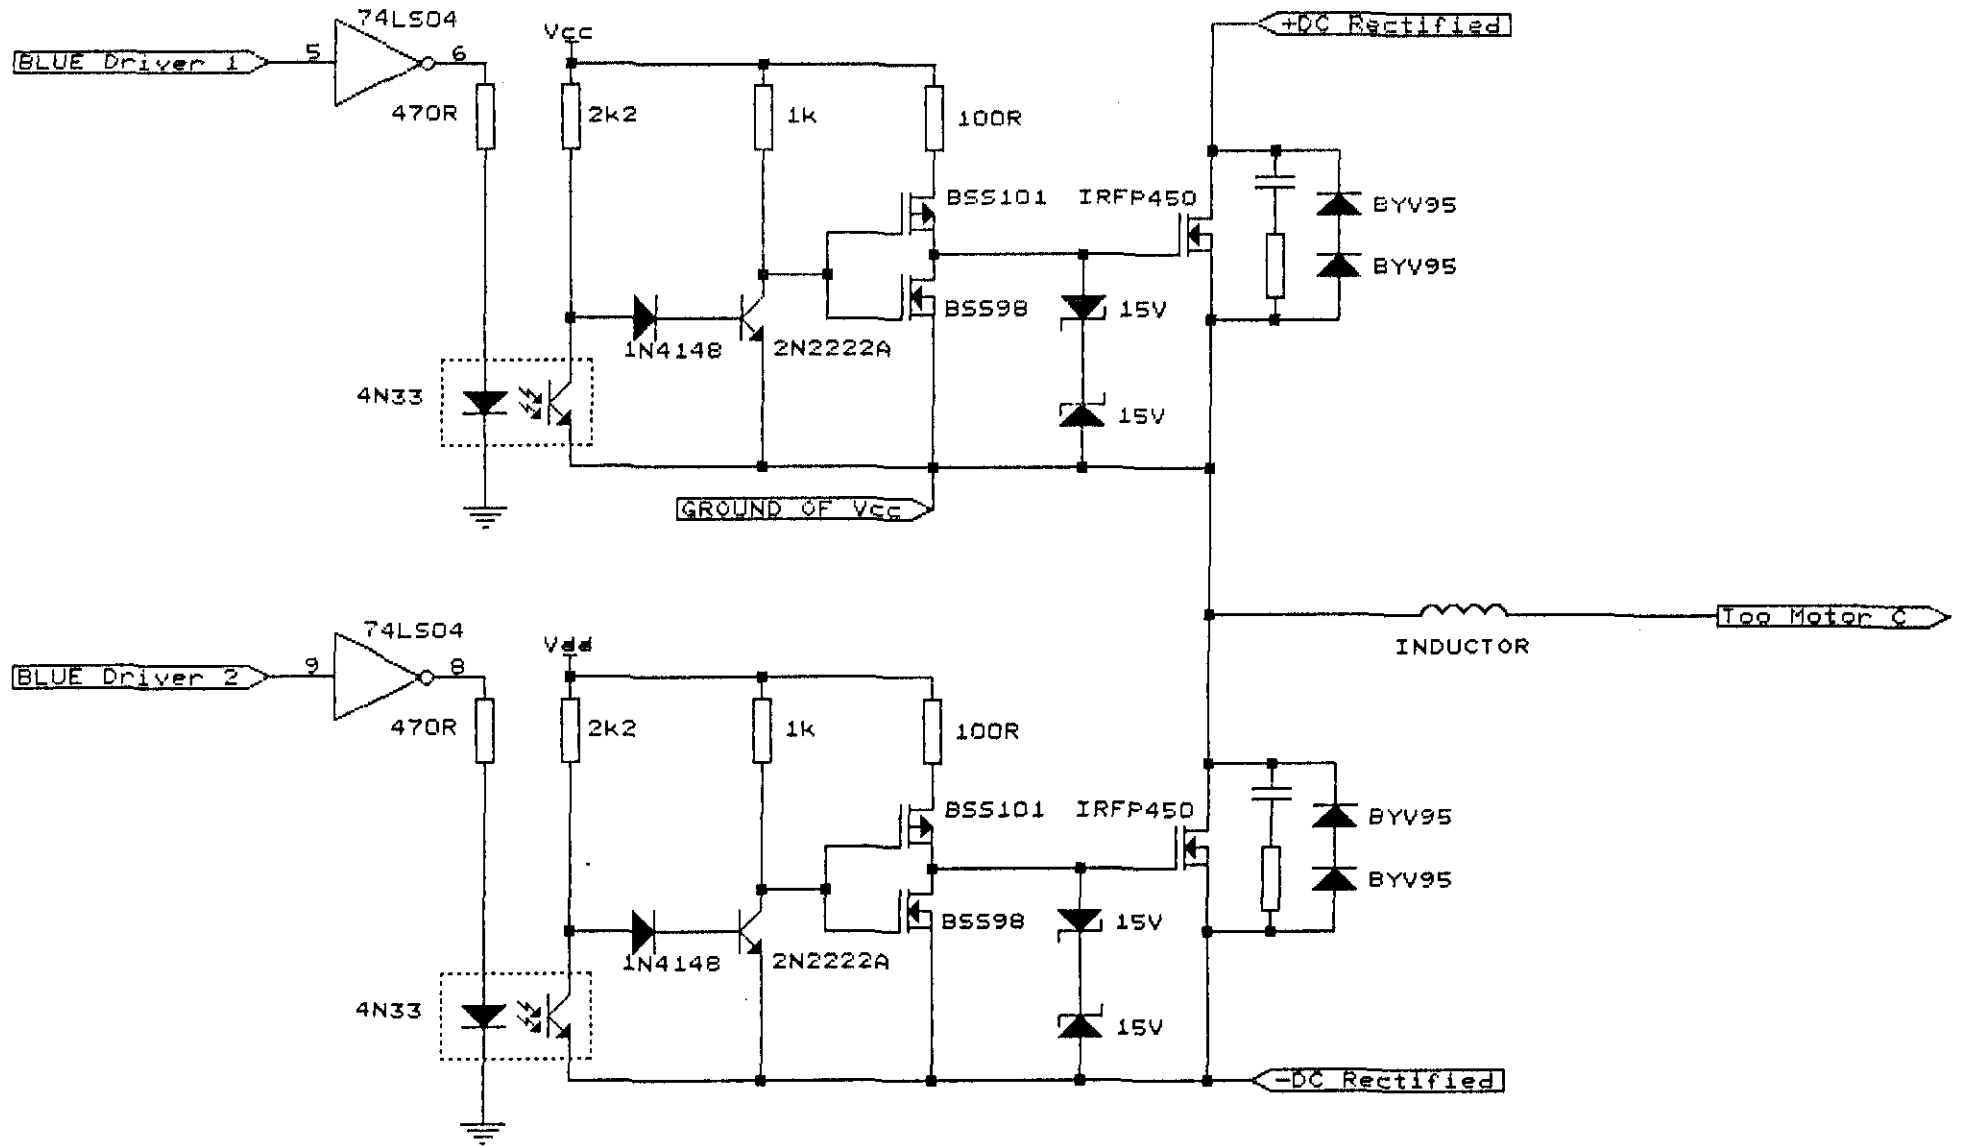 74LS04
Vcc
+DC Rectified
BLUE Driver 1
5
6
470R
2k2
1k
100R
BSS101
IRFP450
BYV95
BYV95
BSS98
15V
1N4148
2N2222A
4N33
15V
GROUND OF Vcc
Too Motor C
INDUCTOR
74LS04
Vdd
BLUE Driver 2
9
8
470R
2k2
1k
100R
BSS101
IRFP450
BYV95
BYV95
BSS98
15V
1N4148
2N2222A
4N33
15V
-DC Rectified